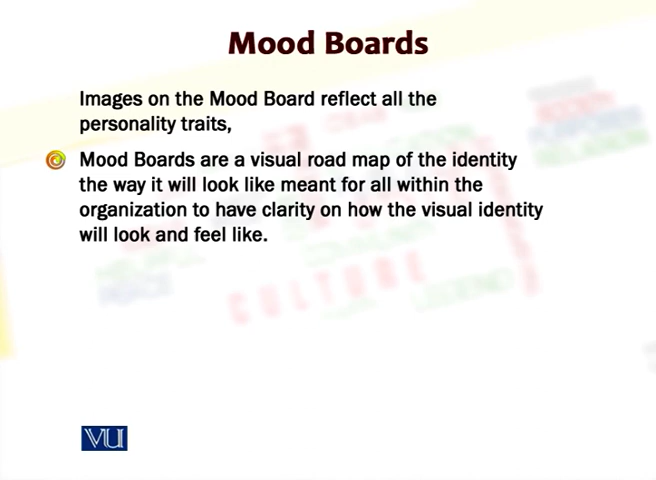 Mood Boards
Images on the Mood Board reflect all the
personality traits,
Mood Boards are a visual road map of the identity
the way it will look like meant for all within the
organization to have clarity on how the visual identity
will look and feel like.
CULTURE
VU